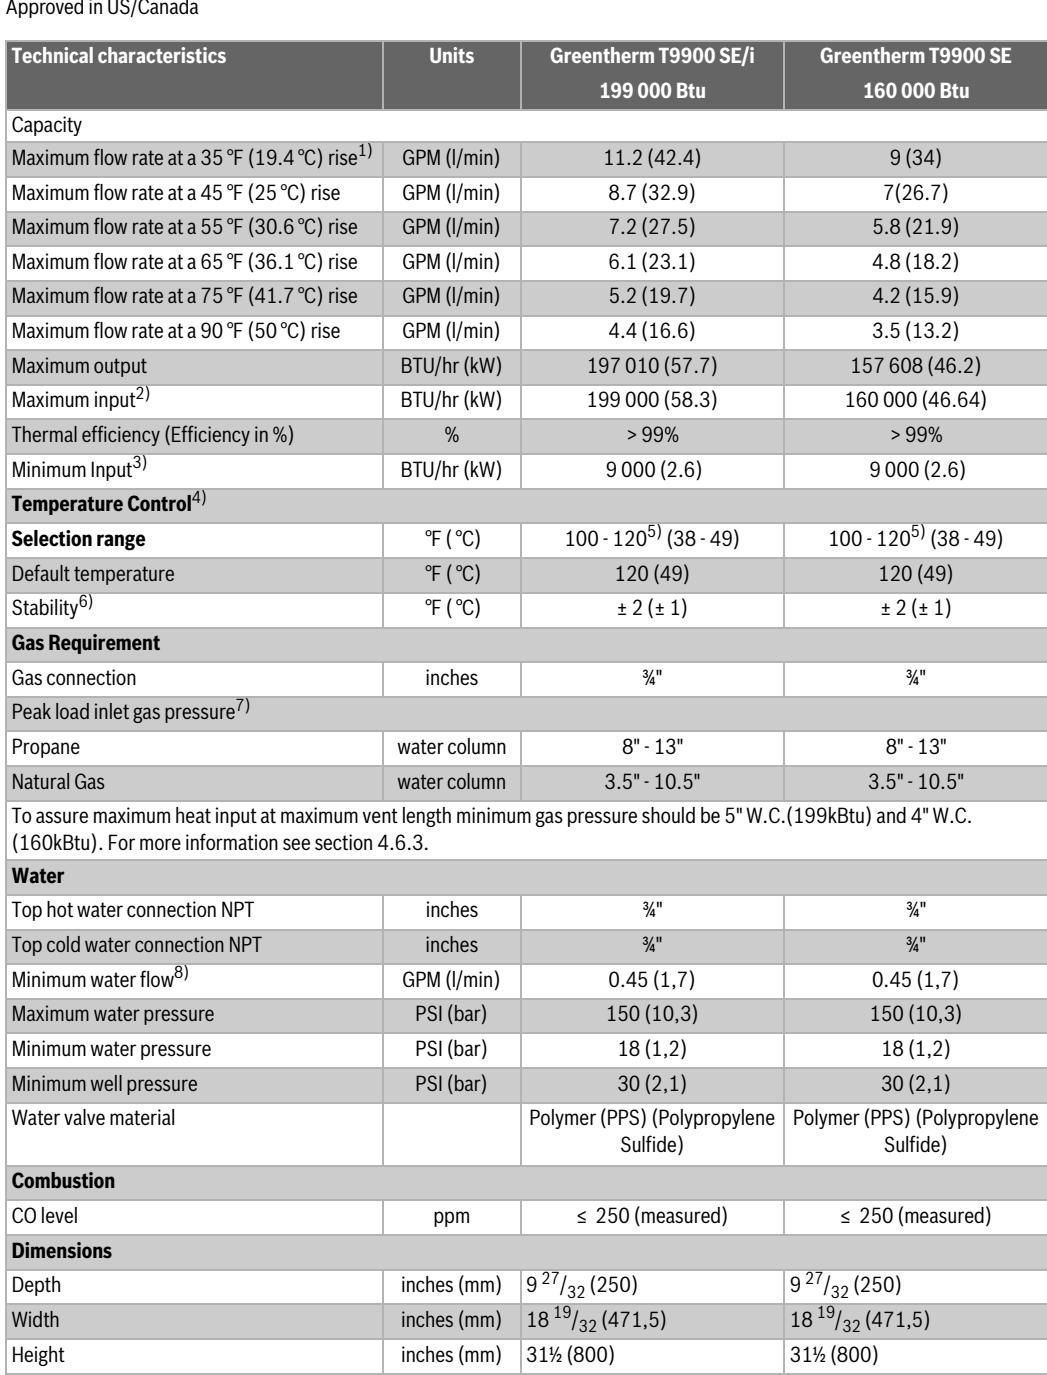 Approved in US/Canada
Technical characteristics Units Greentherm T9900 SE/i 199 000 Btu Greentherm T9900 SE 160 000 Btu
Capacity
Maximum flow rate at a 35 °F (19.4 °C) rise1) GPM (l/min) 11.2 (42.4) 9 (34)
Maximum flow rate at a 45 °F (25 °C) rise GPM (l/min) 8.7 (32.9) 7(26.7)
Maximum flow rate at a 55 °F (30.6 °C) rise GPM (l/min) 7.2 (27.5) 5.8 (21.9)
Maximum flow rate at a 65 °F (36.1 °C) rise GPM (l/min) 6.1 (23.1) 4.8 (18.2)
Maximum flow rate at a 75 °F (41.7 °C) rise GPM (l/min) 5.2 (19.7) 4.2 (15.9)
Maximum flow rate at a 90 °F (50 °C) rise GPM (l/min) 4.4 (16.6) 3.5 (13.2)
Maximum output BTU/hr (kW) 197 010 (57.7) 157 608 (46.2)
Maximum input2) BTU/hr (kW) 199 000 (58.3) 160 000 (46.64)
Thermal efficiency (Efficiency in %) % > 99% > 99%
Minimum Input3) BTU/hr (kW) 9 000 (2.6) 9 000 (2.6)
Temperature Control4)
Selection range °F ( °C) 100 - 1205) (38 - 49) 100 - 1205) (38 - 49)
Default temperature °F ( °C) 120 (49) 120 (49)
Stability6) °F ( °C) ± 2 (± 1) ± 2 (± 1)
Gas Requirement
Gas connection inches ¾" ¾"
Peak load inlet gas pressure7)
Propane water column 8" - 13" 8" - 13"
Natural Gas water column 3.5" - 10.5" 3.5" - 10.5"
To assure maximum heat input at maximum vent length minimum gas pressure should be 5" W.C.(199kBtu) and 4" W.C.
(160kBtu). For more information see section 4.6.3.
Water
Top hot water connection NPT inches ¾" ¾"
Top cold water connection NPT inches ¾" ¾"
Minimum water flow8) GPM (l/min) 0.45 (1,7) 0.45 (1,7)
Maximum water pressure PSI (bar) 150 (10,3) 150 (10,3)
Minimum water pressure PSI (bar) 18 (1,2) 18 (1,2)
Minimum well pressure PSI (bar) 30 (2,1) 30 (2,1)
Water valve material Polymer (PPS) (Polypropylene Sulfide) Polymer (PPS) (Polypropylene Sulfide)
Combustion
CO level ppm ≤ 250 (measured) ≤ 250 (measured)
Dimensions
Depth inches (mm) 9 27/32 (250) 9 27/32 (250)
Width inches (mm) 18 19/32 (471,5) 18 19/32 (471,5)
Height inches (mm) 31½ (800) 31½ (800)